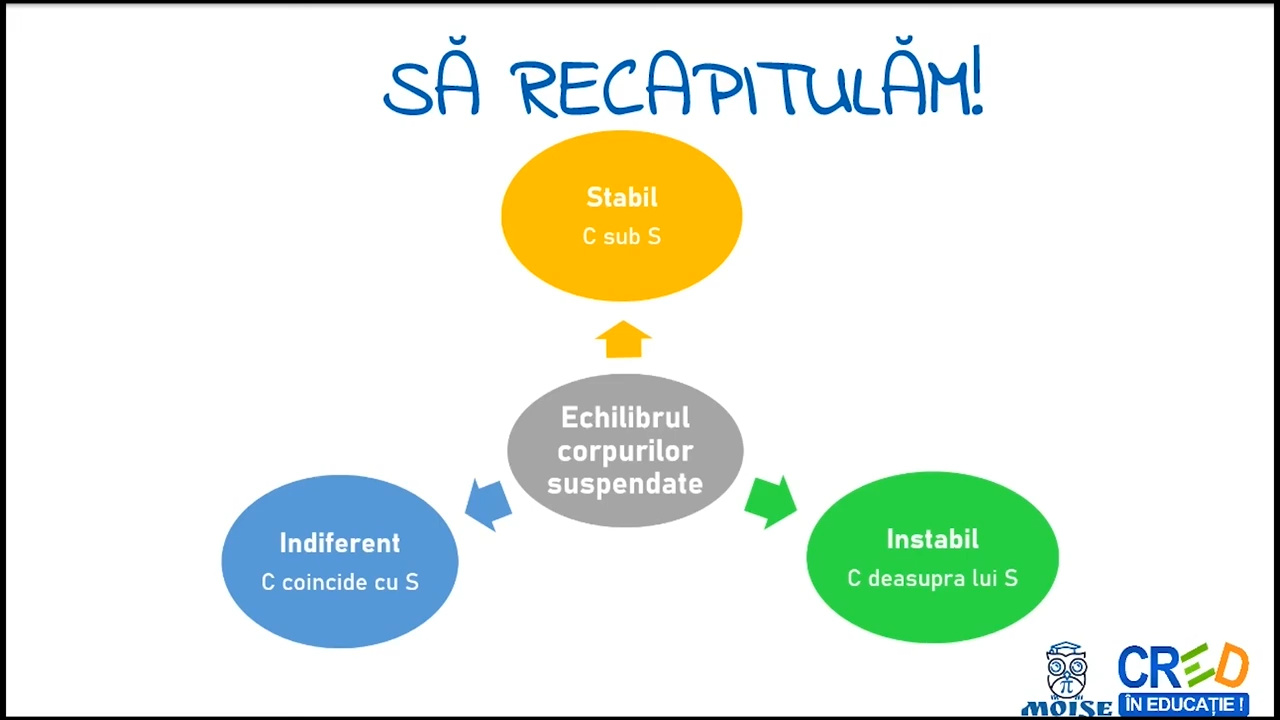 SĂ RECAPITULĂM!
Stabil
C sub S
Echilibrul
corpurilor
suspendate
Indiferent
C coincide cu S
Instabil
C deasupra lui S
π
MOISE
CRED
ÎN EDUCAȚIE !